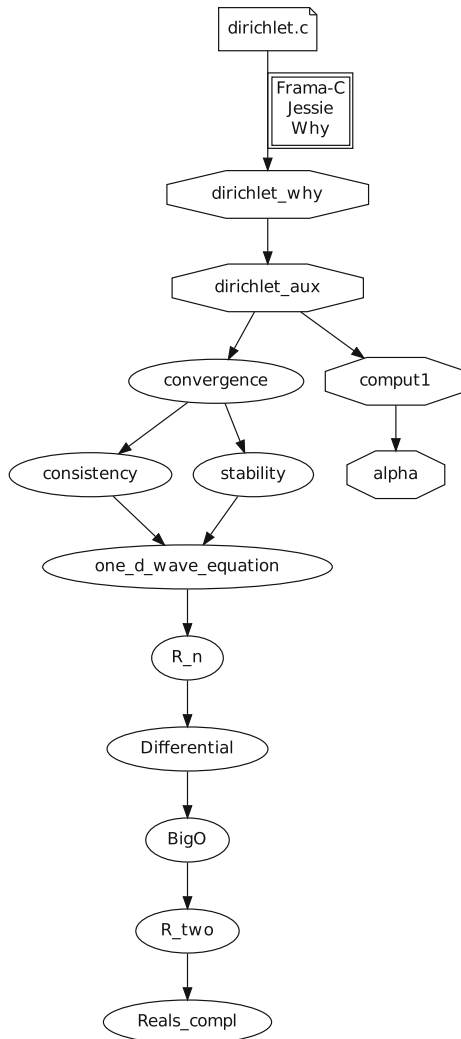 dirichlet.c
Frama-C
Jessie
Why
dirichlet_why
dirichlet_aux
convergence
comput1
consistency
stability
alpha
one_d_wave_equation
R_n
Differential
BigO
R_two
Reals_compl